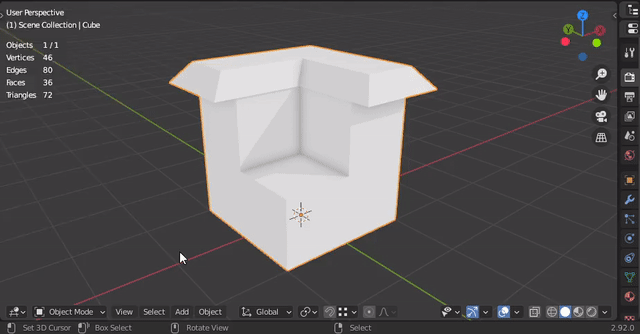 User Perspective
(1) Scene Collection | Cube
Objects 1 / 1
Vertices 46
Edges 80
Faces 36
Triangles 72
Z
Y
Object Mode View Select Add Object Global
Set 3D Cursor Box Select Rotate View Select 2.92.0